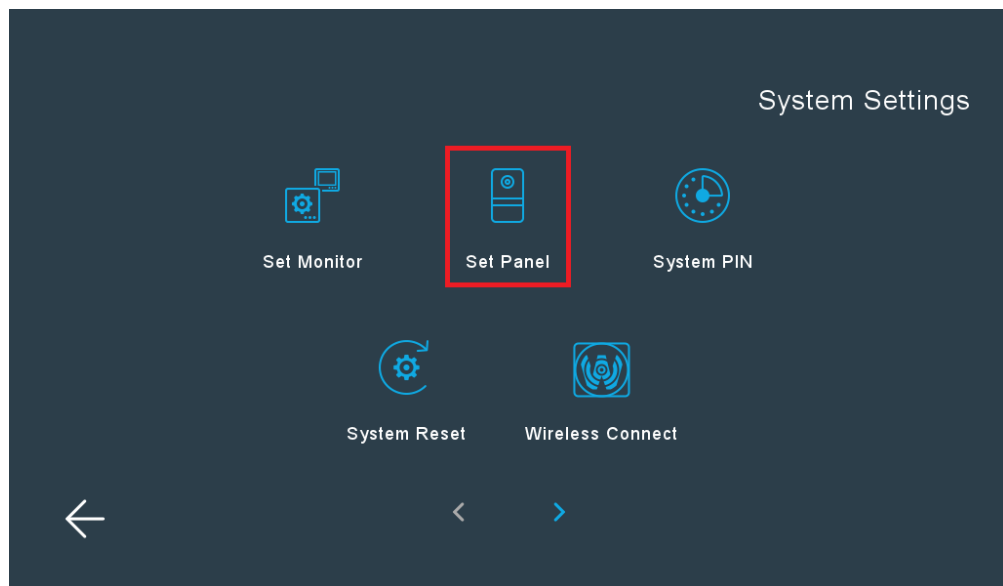 System Settings
Set Monitor
Set Panel
System PIN
System Reset
Wireless Connect